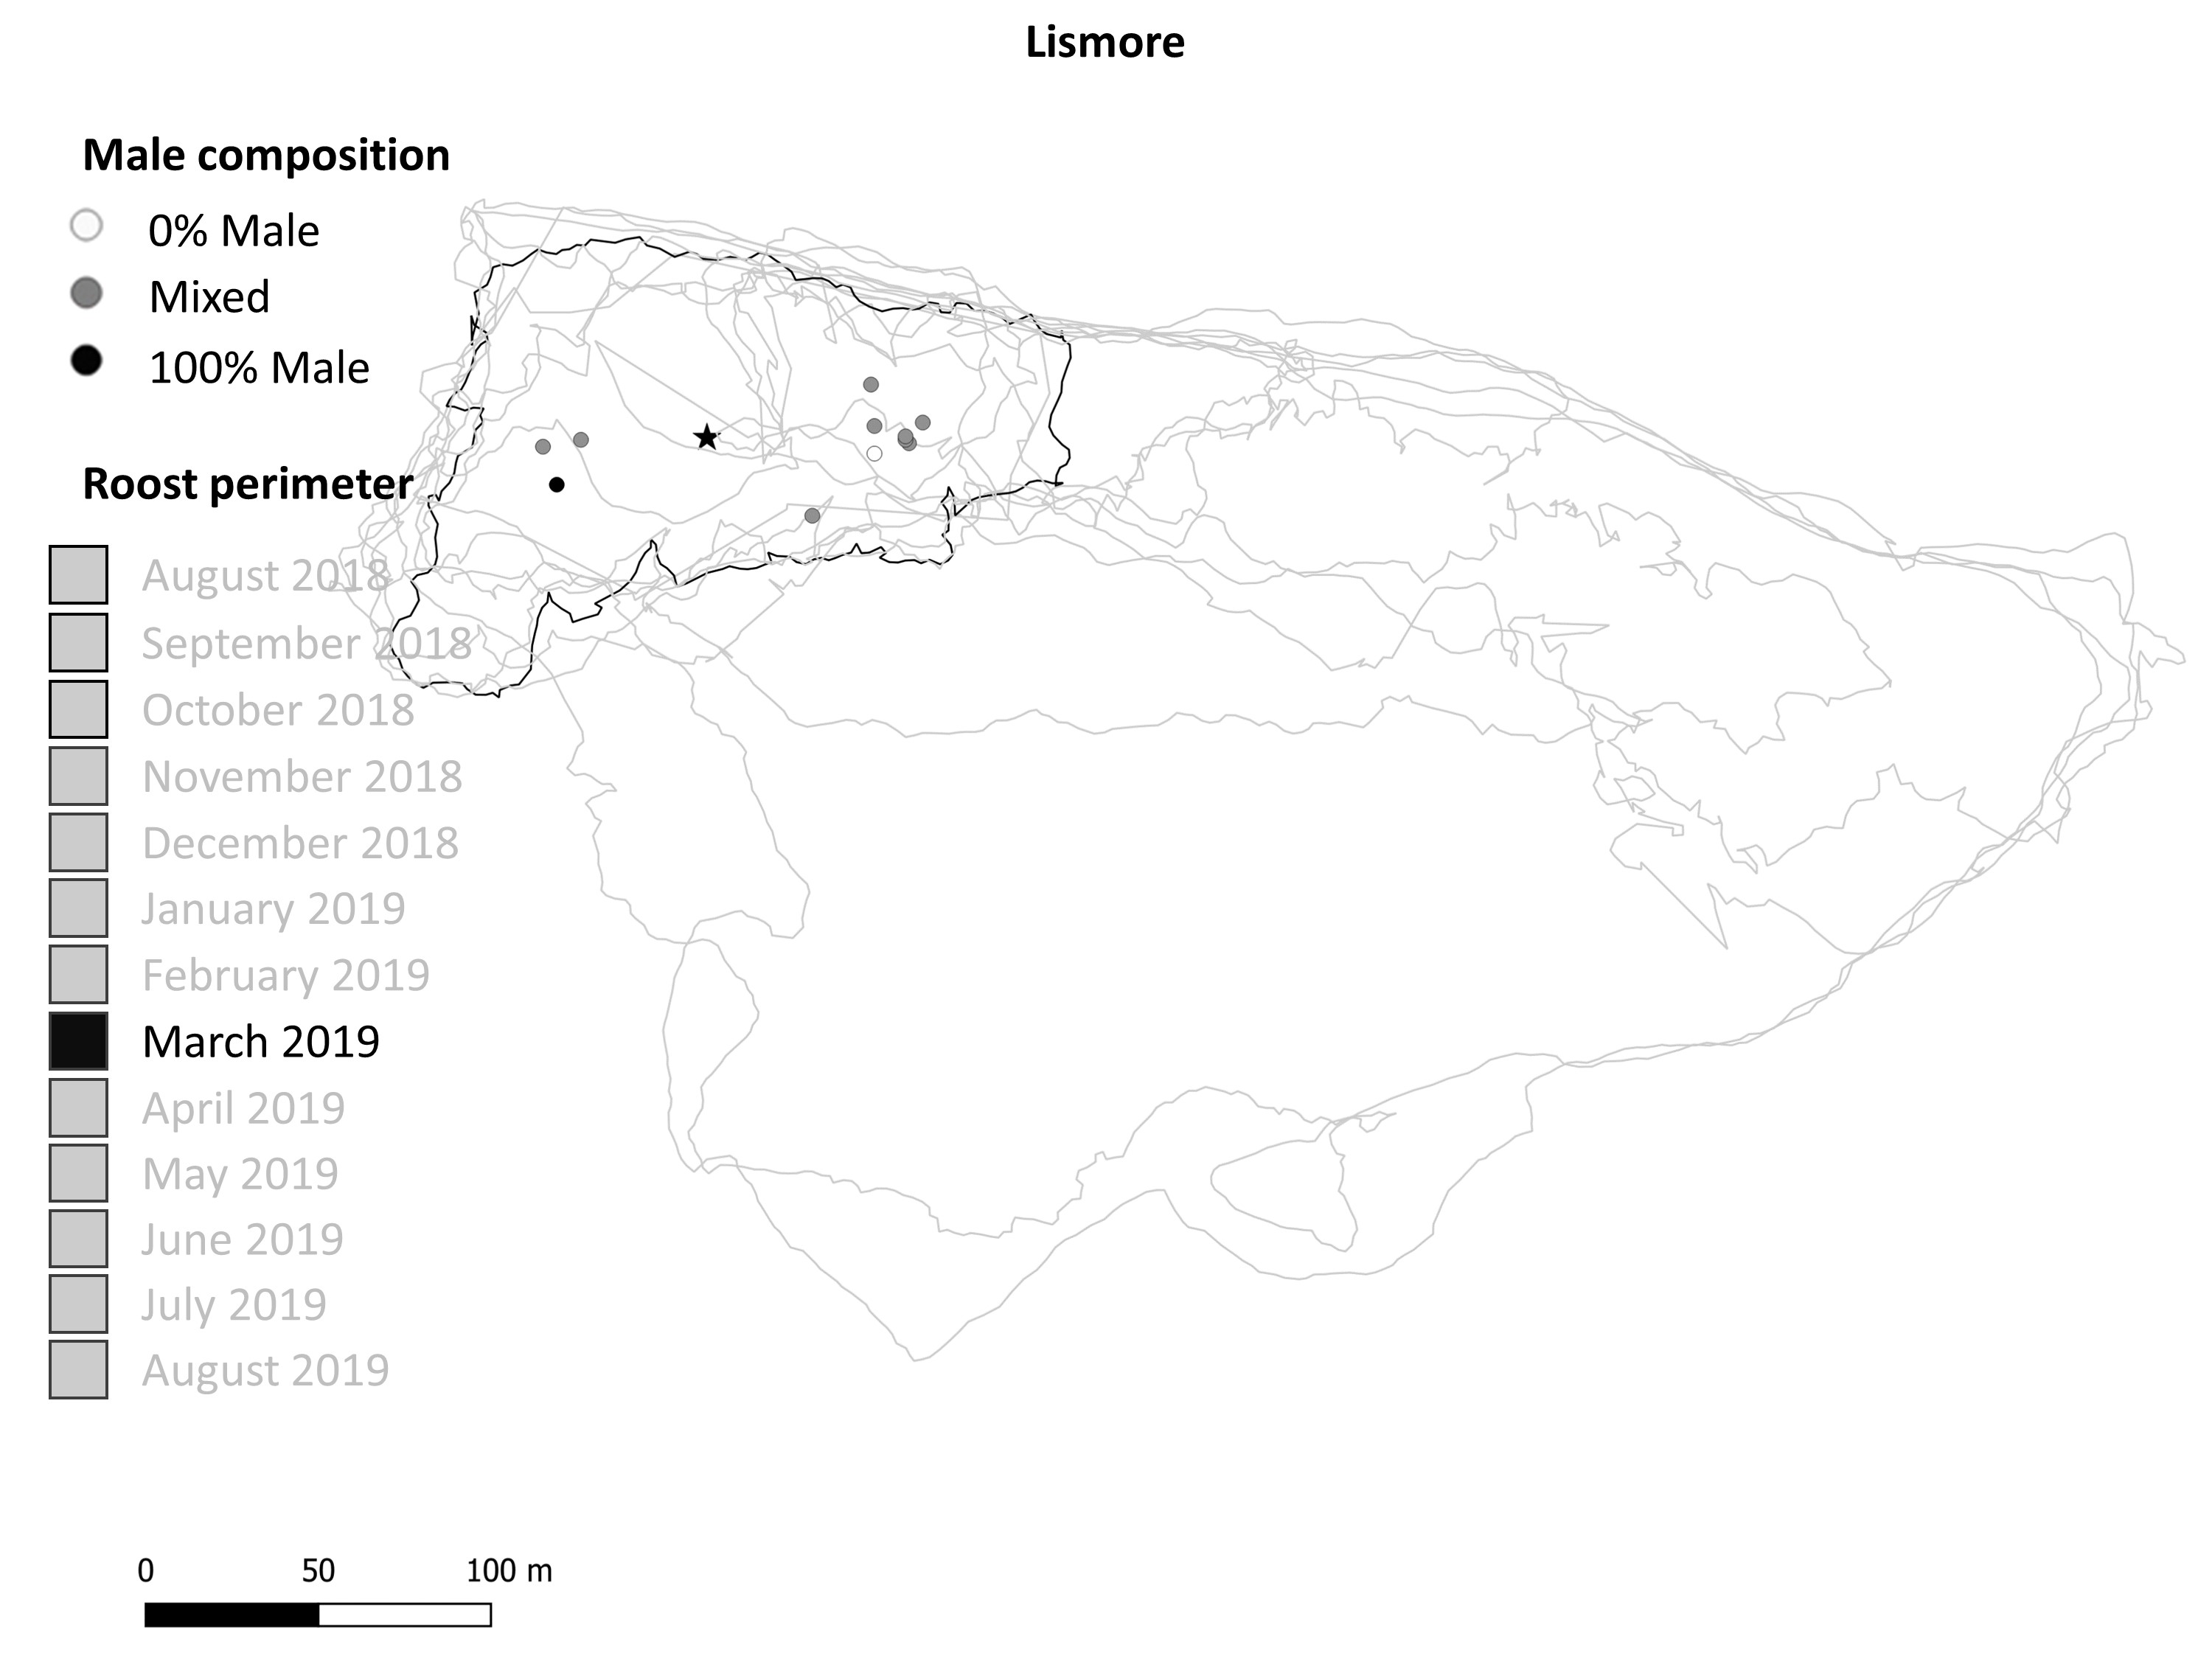 Lismore
Male composition
0% Male
Mixed
100% Male
Roost perimeter
August 2018
September 2018
October 2018
November 2018
December 2018
January 2019
February 2019
March 2019
April 2019
May 2019
June 2019
July 2019
August 2019
0 50 100 m